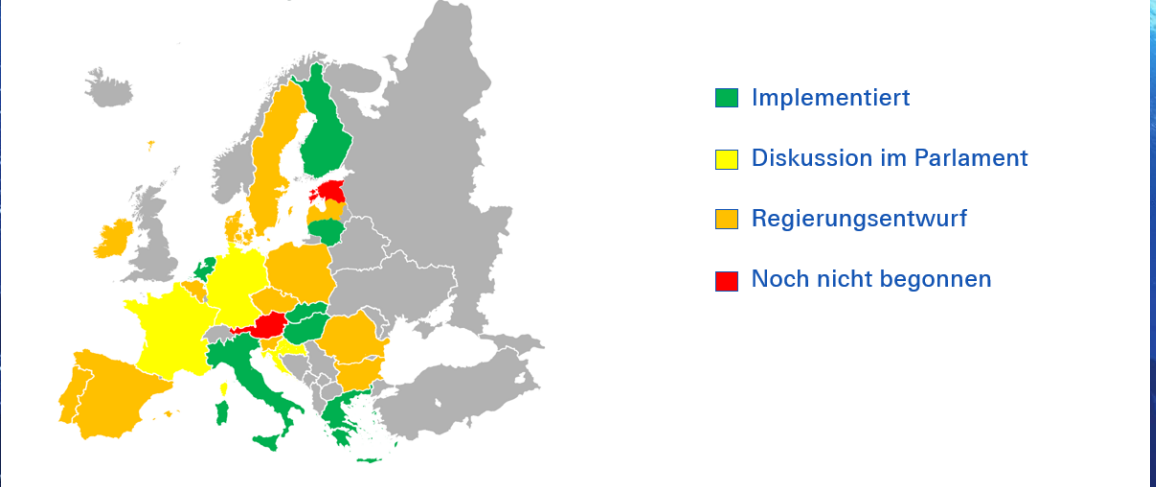 Implementiert
Diskussion im Parlament
Regierungsentwurf
Noch nicht begonnen